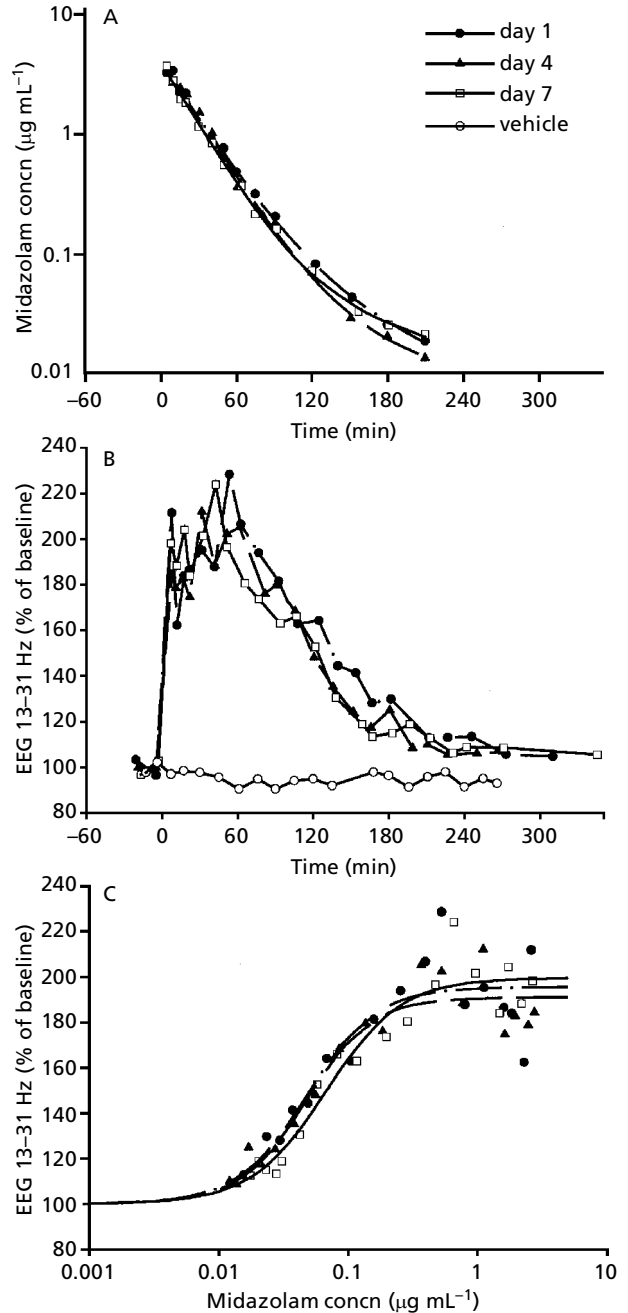 A
10
1
0.1
0.01
Midazolam concn (µg mL⁻¹)
day 1
day 4
day 7
vehicle
−60 0 60 120 180 240 300
Time (min)
B
240
220
200
180
160
140
120
100
80
EEG 13–31 Hz (% of baseline)
−60 0 60 120 180 240 300
Time (min)
C
240
220
200
180
160
140
120
100
80
EEG 13–31 Hz (% of baseline)
0.001 0.01 0.1 1 10
Midazolam concn (µg mL⁻¹)